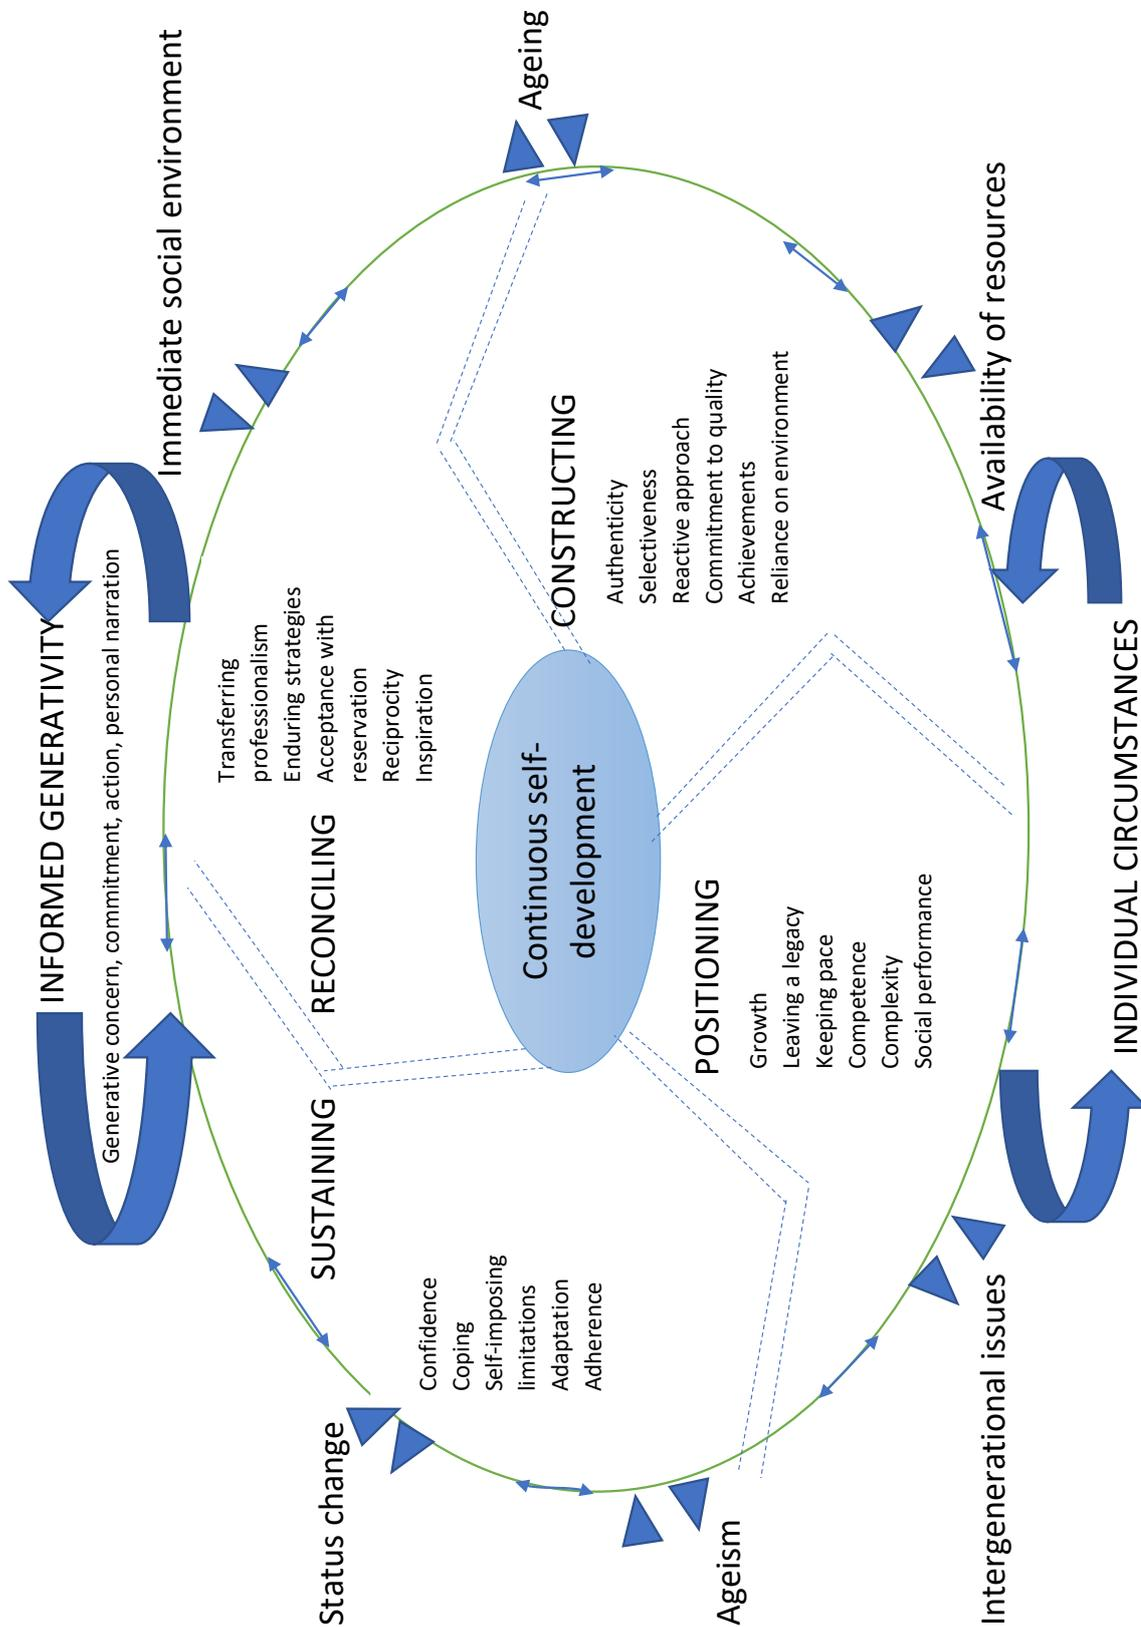 INFORMED GENERATIVITY
Generative concern, commitment, action, personal narration
Immediate social environment
Status change
SUSTAINING
RECONCILING
Transferring
professionalism
Enduring strategies
Acceptance with
reservation
Reciprocity
Inspiration
Confidence
Coping
Self-imposing
limitations
Adaptation
Adherence
Continuous self-
development
CONSTRUCTING
Authenticity
Selectiveness
Reactive approach
Commitment to quality
Achievements
Reliance on environment
Ageing
Ageism
POSITIONING
Growth
Leaving a legacy
Keeping pace
Competence
Complexity
Social performance
Intergenerational issues
Availability of resources
INDIVIDUAL CIRCUMSTANCES